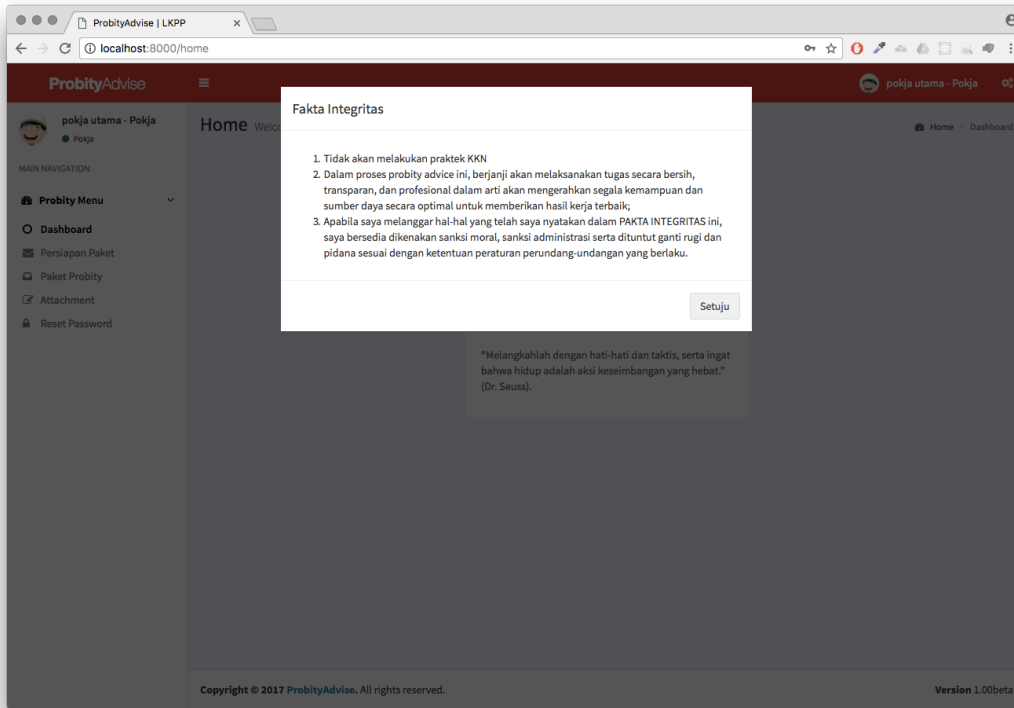 ProbityAdvise | LKPP
localhost:8000/home
ProbityAdvise
pokja utama - Pokja
pokja utama - Pokja
Pokja
Home
Home > Dashboard
MAIN NAVIGATION
Probity Menu
Dashboard
Persiapan Paket
Paket Probity
Attachment
Reset Password
Fakta Integritas
1. Tidak akan melakukan praktek KKN
2. Dalam proses probity advice ini, berjanji akan melaksanakan tugas secara bersih,
transparan, dan profesional dalam arti akan mengerahkan segala kemampuan dan
sumber daya secara optimal untuk memberikan hasil kerja terbaik;
3. Apabila saya melanggar hal-hal yang telah saya nyatakan dalam PAKTA INTEGRITAS ini,
saya bersedia dikenakan sanksi moral, sanksi administrasi serta dituntut ganti rugi dan
pidana sesuai dengan ketentuan peraturan perundang-undangan yang berlaku.
Setuju
"Melangkahlah dengan hati-hati dan taktis, serta ingat
bahwa hidup adalah aksi keseimbangan yang hebat."
(Dr. Seuss).
Copyright © 2017 ProbityAdvise. All rights reserved.
Version 1.00beta